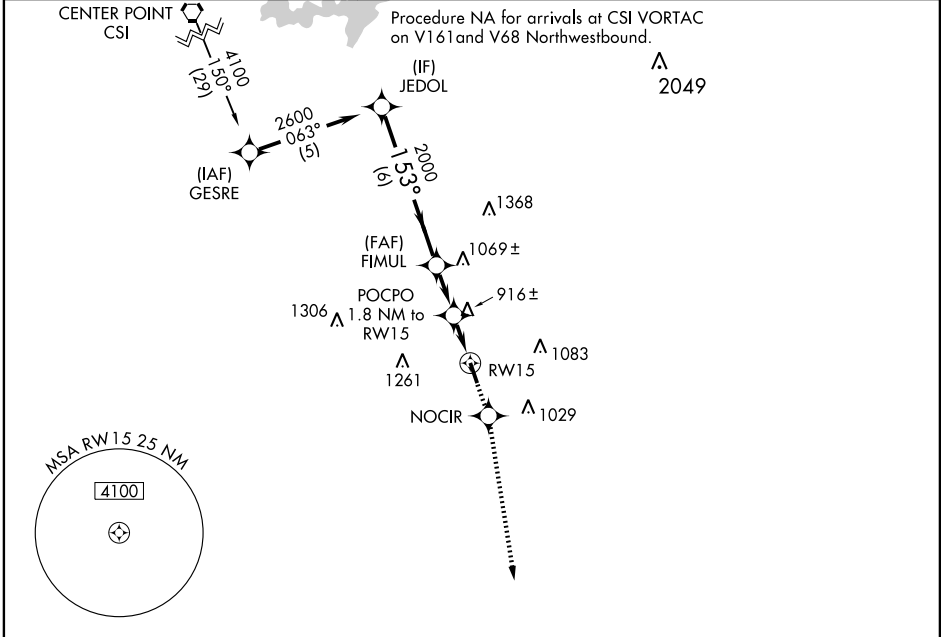 CENTER POINT
CSI
Procedure NA for arrivals at CSI VORTAC
on V161 and V68 Northwestbound.
2049
4100
150°
(29)
(IF)
JEDOL
2600
063°
(5)
(IAF)
GESRE
2000
153°
(6)
1368
(FAF)
FIMUL
1069±
916±
POCPO
1.8 NM to
RW15
1306
1083
RW15
1261
NOCIR
1029
MSA RW15 25 NM
4100